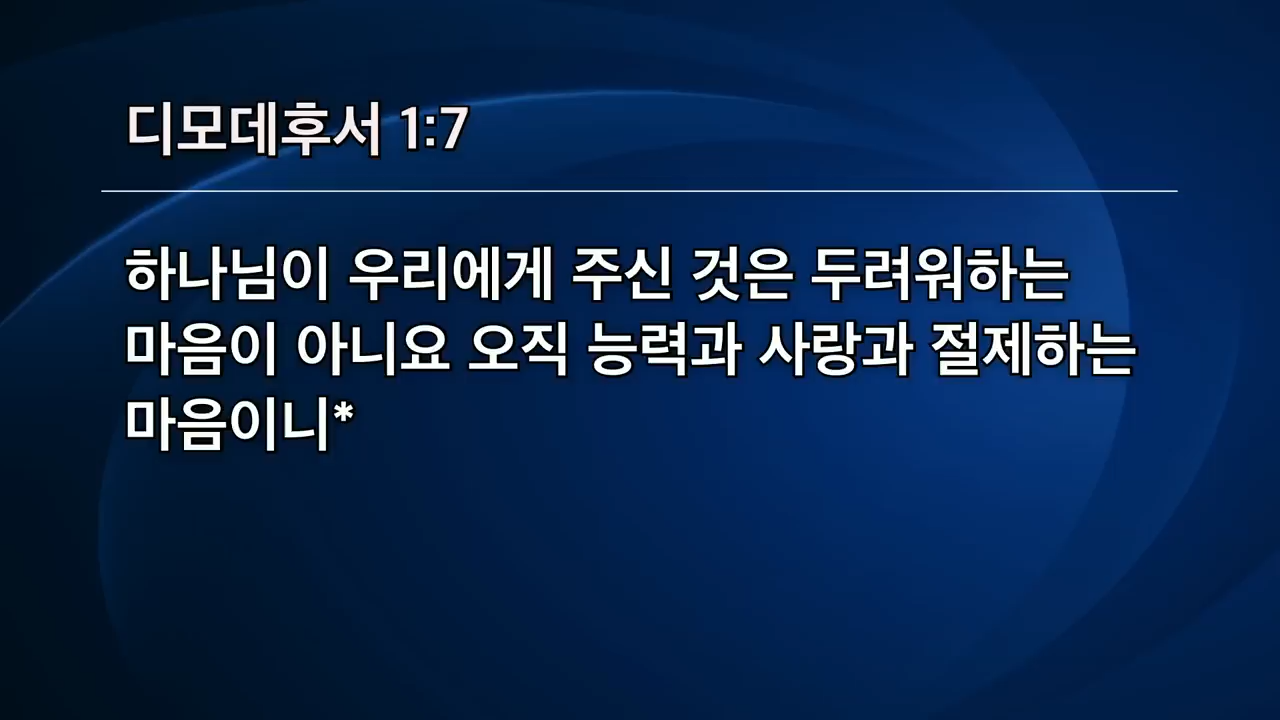 디모데후서 1:7
하나님이 우리에게 주신 것은 두려워하는
마음이 아니요 오직 능력과 사랑과 절제하는
마음이니*